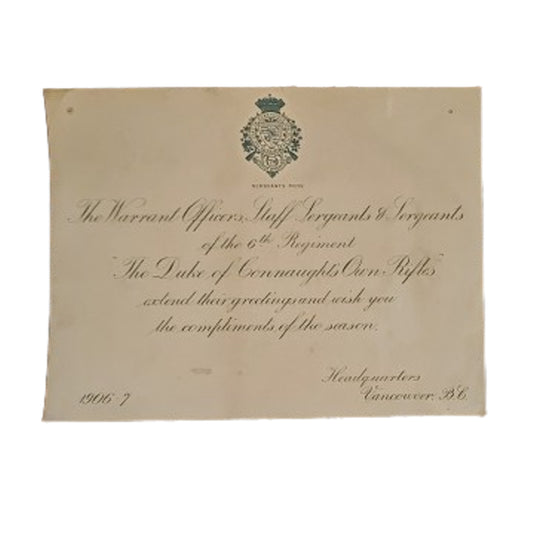 SERGEANTS MESS
The Warrant Officers, Staff Sergeants & Sergeants
of the 6th Regiment
"The Duke of Connaught's Own Rifles"
extend their greetings and wish you
the compliments of the season.
Headquarters
1906-7 Vancouver, B.C.